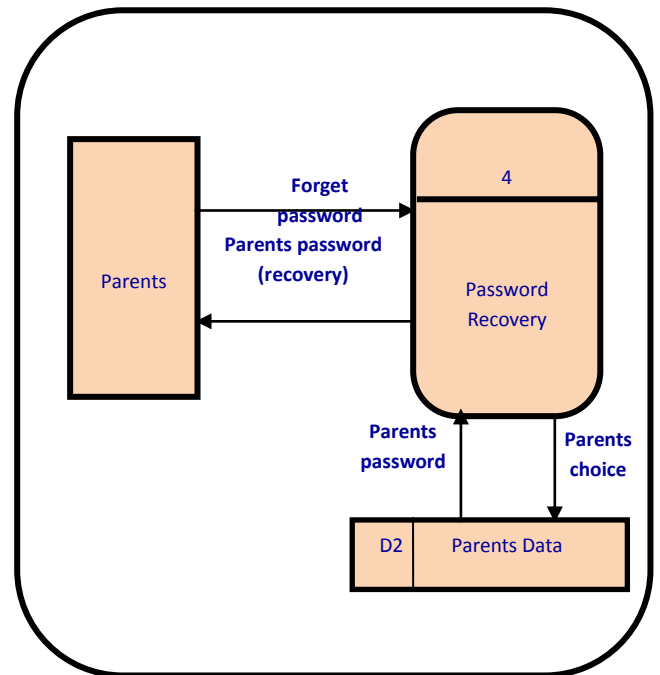 4
Forget
password
Parents password
(recovery)
Parents
Password
Recovery
Parents
password
Parents
choice
D2 Parents Data